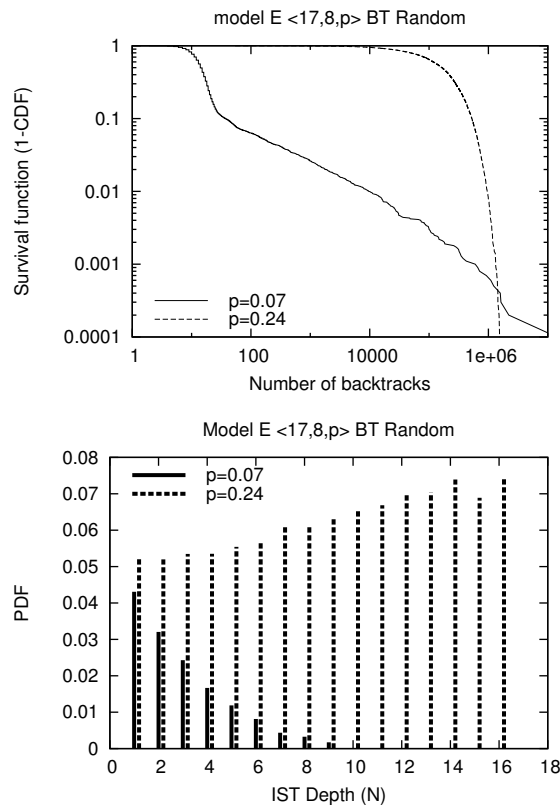 model E <17,8,p> BT Random
Survival function (1-CDF)
1
0.1
0.01
0.001
0.0001
p=0.07
p=0.24
1
100
10000
1e+06
Number of backtracks
Model E <17,8,p> BT Random
PDF
0.08
0.07
0.06
0.05
0.04
0.03
0.02
0.01
0
p=0.07
p=0.24
0
2
4
6
8
10
12
14
16
18
IST Depth (N)